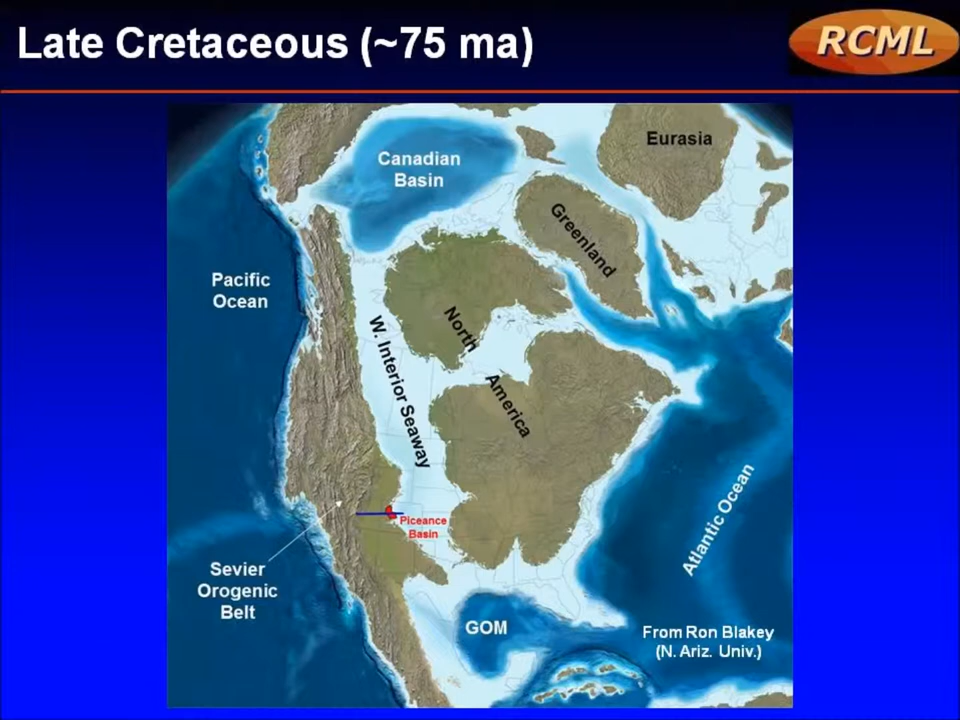 Late Cretaceous (~75 ma)
RCML
Eurasia
Canadian
Basin
Greenland
Pacific
Ocean
North
America
W. Interior Seaway
Piceance
Basin
Atlantic Ocean
Sevier
Orogenic
Belt
GOM
From Ron Blakey
(N. Ariz. Univ.)